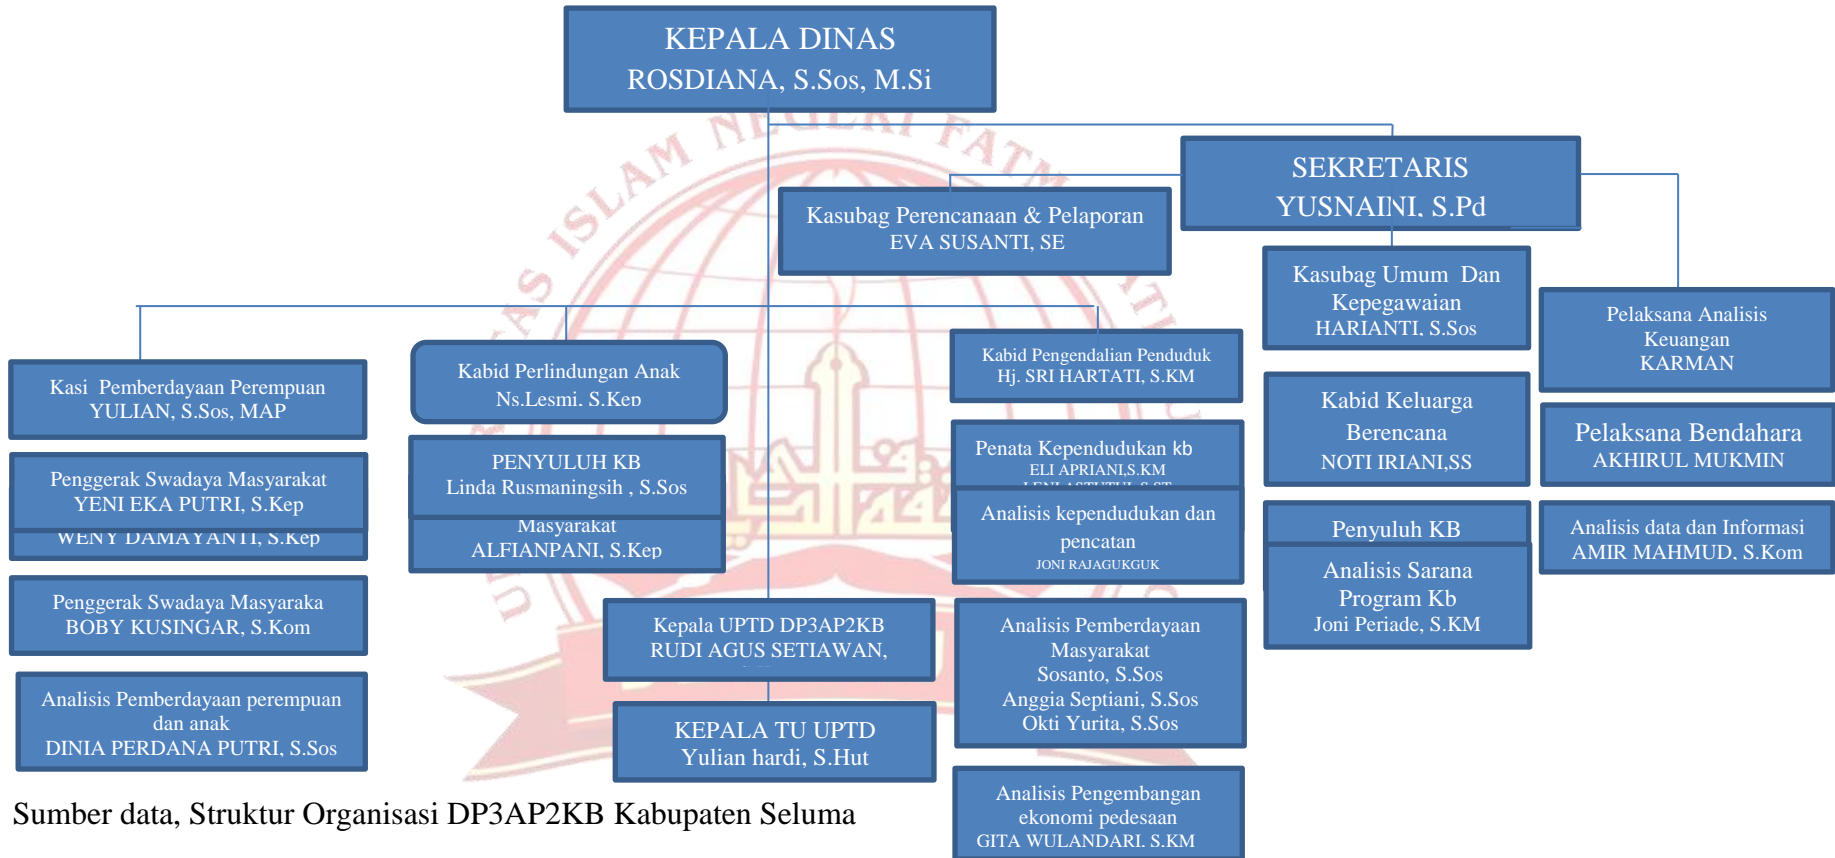 KEPALA DINAS
ROSDIANA, S.Sos, M.Si
SEKRETARIS
YUSNAINI, S.Pd
Kasubag Perencanaan & Pelaporan
EVA SUSANTI, SE
Kasubag Umum Dan
Kepegawaian
HARIANTI, S.Sos
Pelaksana Analisis
Keuangan
KARMAN
Kasi Pemberdayaan Perempuan
YULIAN, S.Sos, MAP
Kabid Perlindungan Anak
Ns.Lesmi, S.Kep
Kabid Pengendalian Penduduk
Hj. SRI HARTATI, S.KM
Kabid Keluarga
Berencana
NOTI IRIANI,SS
Pelaksana Bendahara
AKHIRUL MUKMIN
Penggerak Swadaya Masyarakat
YENI EKA PUTRI, S.Kep
WENY DAMAYANTI, S.Kep
PENYULUH KB
Linda Rusmaningsih , S.Sos
Masyarakat
ALFIANPANI, S.Kep
Penata Kependudukan kb
ELI APRIANI,S.KM
Analisis kependudukan dan
pencatan
JONI RAJAGUKGUK
Penyuluh KB
Analisis Sarana
Program Kb
Joni Periade, S.KM
Analisis data dan Informasi
AMIR MAHMUD, S.Kom
Penggerak Swadaya Masyaraka
BOBY KUSINGAR, S.Kom
Kepala UPTD DP3AP2KB
RUDI AGUS SETIAWAN,
Analisis Pemberdayaan
Masyarakat
Sosanto, S.Sos
Anggia Septiani, S.Sos
Okti Yurita, S.Sos
Analisis Pemberdayaan perempuan
dan anak
DINIA PERDANA PUTRI, S.Sos
KEPALA TU UPTD
Yulian hardi, S.Hut
Analisis Pengembangan
ekonomi pedesaan
GITA WULANDARI, S.KM
Sumber data, Struktur Organisasi DP3AP2KB Kabupaten Seluma
ISLAM NEGERI